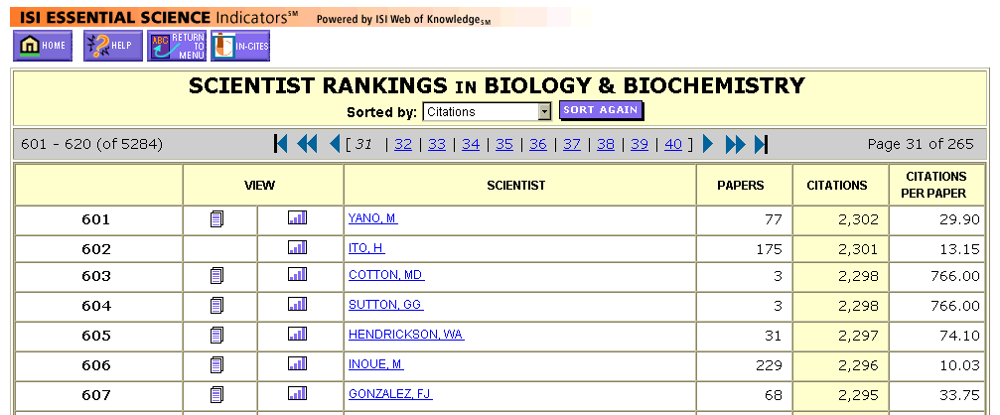 ISI ESSENTIAL SCIENCE Indicators℠ Powered by ISI Web of Knowledge℠
HOME HELP ABC RETURN TO MENU IN-CITES
SCIENTIST RANKINGS IN BIOLOGY & BIOCHEMISTRY
Sorted by: Citations SORT AGAIN
601 - 620 (of 5284) [ 31 | 32 | 33 | 34 | 35 | 36 | 37 | 38 | 39 | 40 ] Page 31 of 265
VIEW SCIENTIST PAPERS CITATIONS CITATIONS PER PAPER
601 YANO, M 77 2,302 29.90
602 ITO, H 175 2,301 13.15
603 COTTON, MD 3 2,298 766.00
604 SUTTON, GG 3 2,298 766.00
605 HENDRICKSON, WA 31 2,297 74.10
606 INOUE, M 229 2,296 10.03
607 GONZALEZ, FJ 68 2,295 33.75